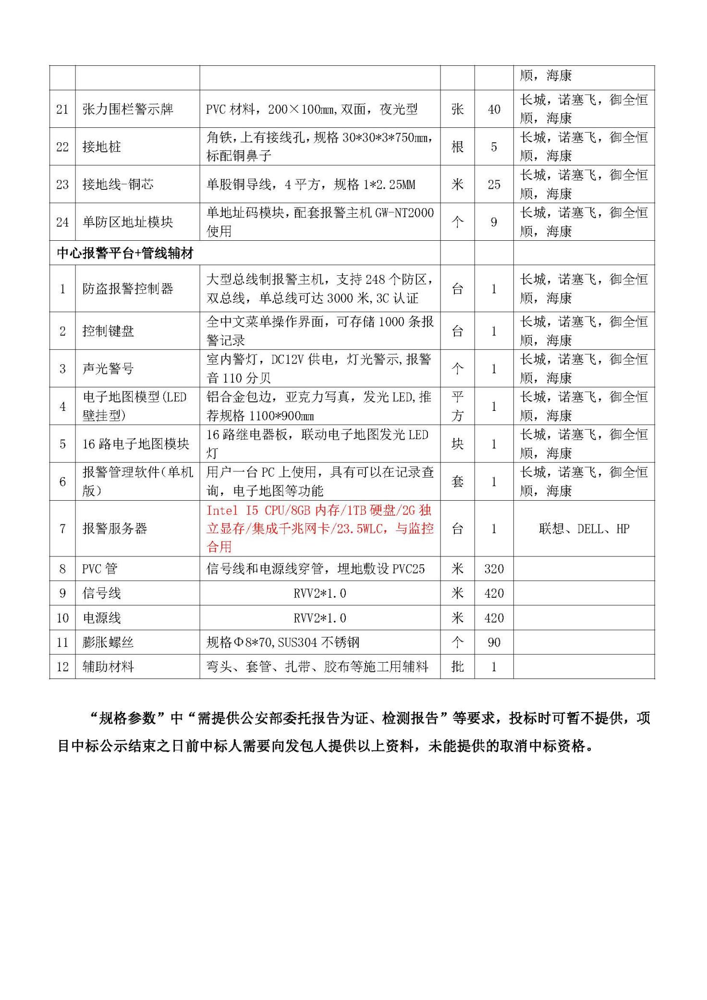 顺，海康
21 张力围栏警示牌 PVC 材料，200×100mm,双面，夜光型 张 40 长城，诺塞飞，御全恒
顺，海康
22 接地桩 角铁,上有接线孔,规格 30*30*3*750mm，
标配铜鼻子 根 5 长城，诺塞飞，御全恒
顺，海康
23 接地线-铜芯 单股铜导线，4 平方，规格 1*2.25MM 米 25 长城，诺塞飞，御全恒
顺，海康
24 单防区地址模块 单地址码模块,配套报警主机 GW-NT2000
使用 个 9 长城，诺塞飞，御全恒
顺，海康
中心报警平台+管线辅材
1 防盗报警控制器 大型总线制报警主机，支持 248 个防区，
双总线，单总线可达 3000 米,3C 认证 台 1 长城，诺塞飞，御全恒
顺，海康
2 控制键盘 全中文菜单操作界面，可存储 1000 条报
警记录 台 1 长城，诺塞飞，御全恒
顺，海康
3 声光警号 室内警灯，DC12V 供电，灯光警示,报警
音 110 分贝 个 1 长城，诺塞飞，御全恒
顺，海康
4 电子地图模型(LED
壁挂型) 铝合金包边，亚克力写真，发光 LED,推
荐规格 1100*900mm 平
方 1 长城，诺塞飞，御全恒
顺，海康
5 16 路电子地图模块 16 路继电器板，联动电子地图发光 LED
灯 块 1 长城，诺塞飞，御全恒
顺，海康
6 报警管理软件（单机
版） 用户一台 PC 上使用，具有可以在记录查
询，电子地图等功能 套 1 长城，诺塞飞，御全恒
顺，海康
7 报警服务器 Intel I5 CPU/8GB 内存/1TB 硬盘/2G 独
立显存/集成千兆网卡/23.5WLC，与监控
合用 台 1 联想、DELL、HP
8 PVC 管 信号线和电源线穿管，埋地敷设 PVC25 米 320
9 信号线 RVV2*1.0 米 420
10 电源线 RVV2*1.0 米 420
11 膨胀螺丝 规格Φ8*70,SUS304 不锈钢 个 90
12 辅助材料 弯头、套管、扎带、胶布等施工用辅料 批 1
“规格参数”中“需提供公安部委托报告为证、检测报告”等要求，投标时可暂不提供，项
目中标公示结束之日前中标人需要向发包人提供以上资料，未能提供的取消中标资格。